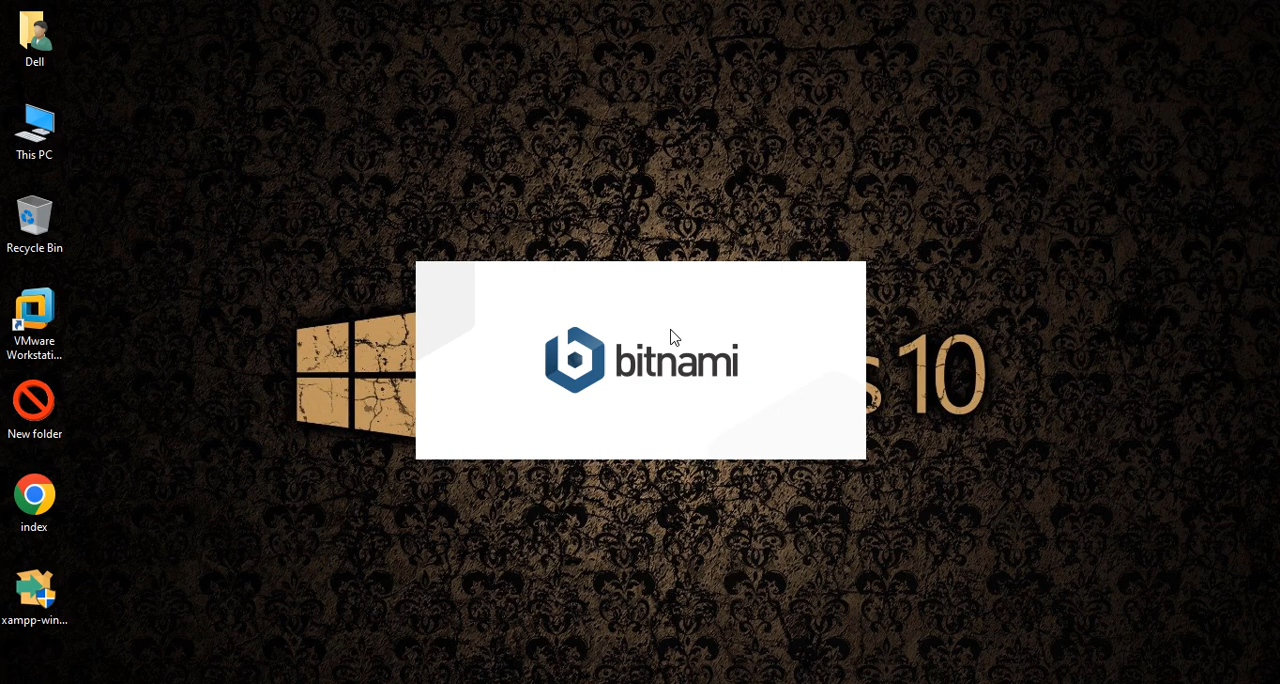 Dell
This PC
Recycle Bin
VMware
Workstati...
New folder
index
xampp-win...
bitnami
s 10